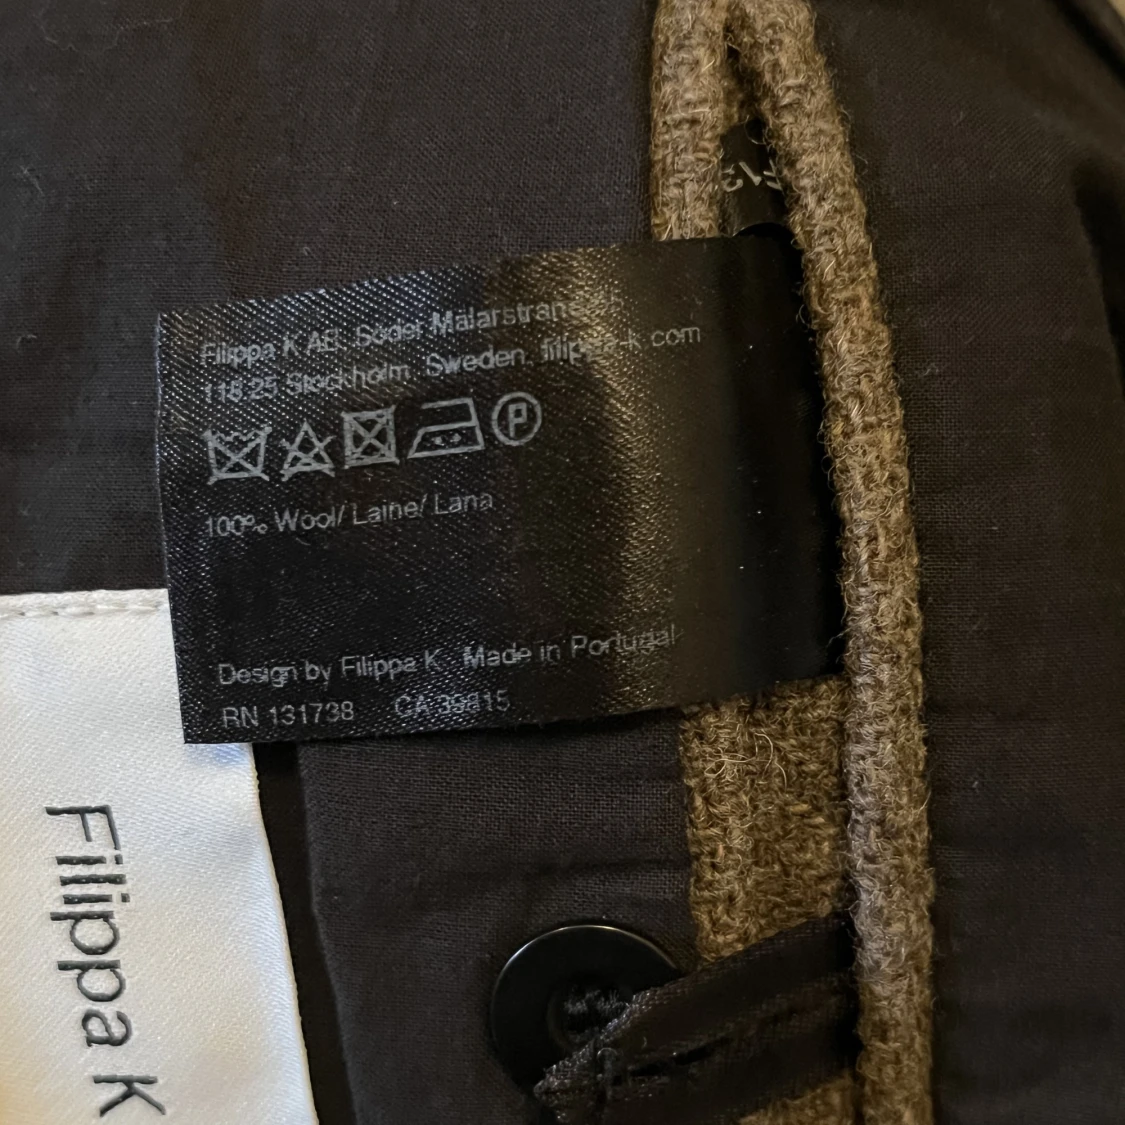 Filippa K AB, Söder Mälarstrand
118 25 Stockholm, Sweden, filippa-k.com
100% Wool/ Laine/ Lana
Design by Filippa K Made in Portugal
RN 131738 CA 39815
Filippa K